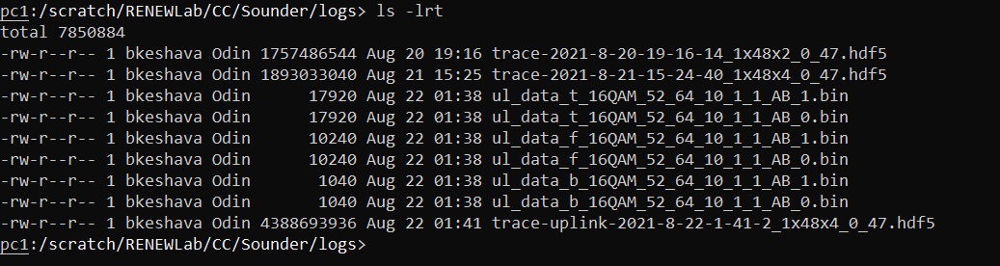 pc1:/scratch/RENEWLab/CC/Sounder/logs> ls -lrt
total 7850884
-rw-r--r-- 1 bkeshava Odin 1757486544 Aug 20 19:16 trace-2021-8-20-19-16-14_1x48x2_0_47.hdf5
-rw-r--r-- 1 bkeshava Odin 1893033040 Aug 21 15:25 trace-2021-8-21-15-24-40_1x48x4_0_47.hdf5
-rw-r--r-- 1 bkeshava Odin      17920 Aug 22 01:38 ul_data_t_16QAM_52_64_10_1_1_AB_1.bin
-rw-r--r-- 1 bkeshava Odin      17920 Aug 22 01:38 ul_data_t_16QAM_52_64_10_1_1_AB_0.bin
-rw-r--r-- 1 bkeshava Odin      10240 Aug 22 01:38 ul_data_f_16QAM_52_64_10_1_1_AB_1.bin
-rw-r--r-- 1 bkeshava Odin      10240 Aug 22 01:38 ul_data_f_16QAM_52_64_10_1_1_AB_0.bin
-rw-r--r-- 1 bkeshava Odin       1040 Aug 22 01:38 ul_data_b_16QAM_52_64_10_1_1_AB_1.bin
-rw-r--r-- 1 bkeshava Odin       1040 Aug 22 01:38 ul_data_b_16QAM_52_64_10_1_1_AB_0.bin
-rw-r--r-- 1 bkeshava Odin 4388693936 Aug 22 01:41 trace-uplink-2021-8-22-1-41-2_1x48x4_0_47.hdf5
pc1:/scratch/RENEWLab/CC/Sounder/logs>